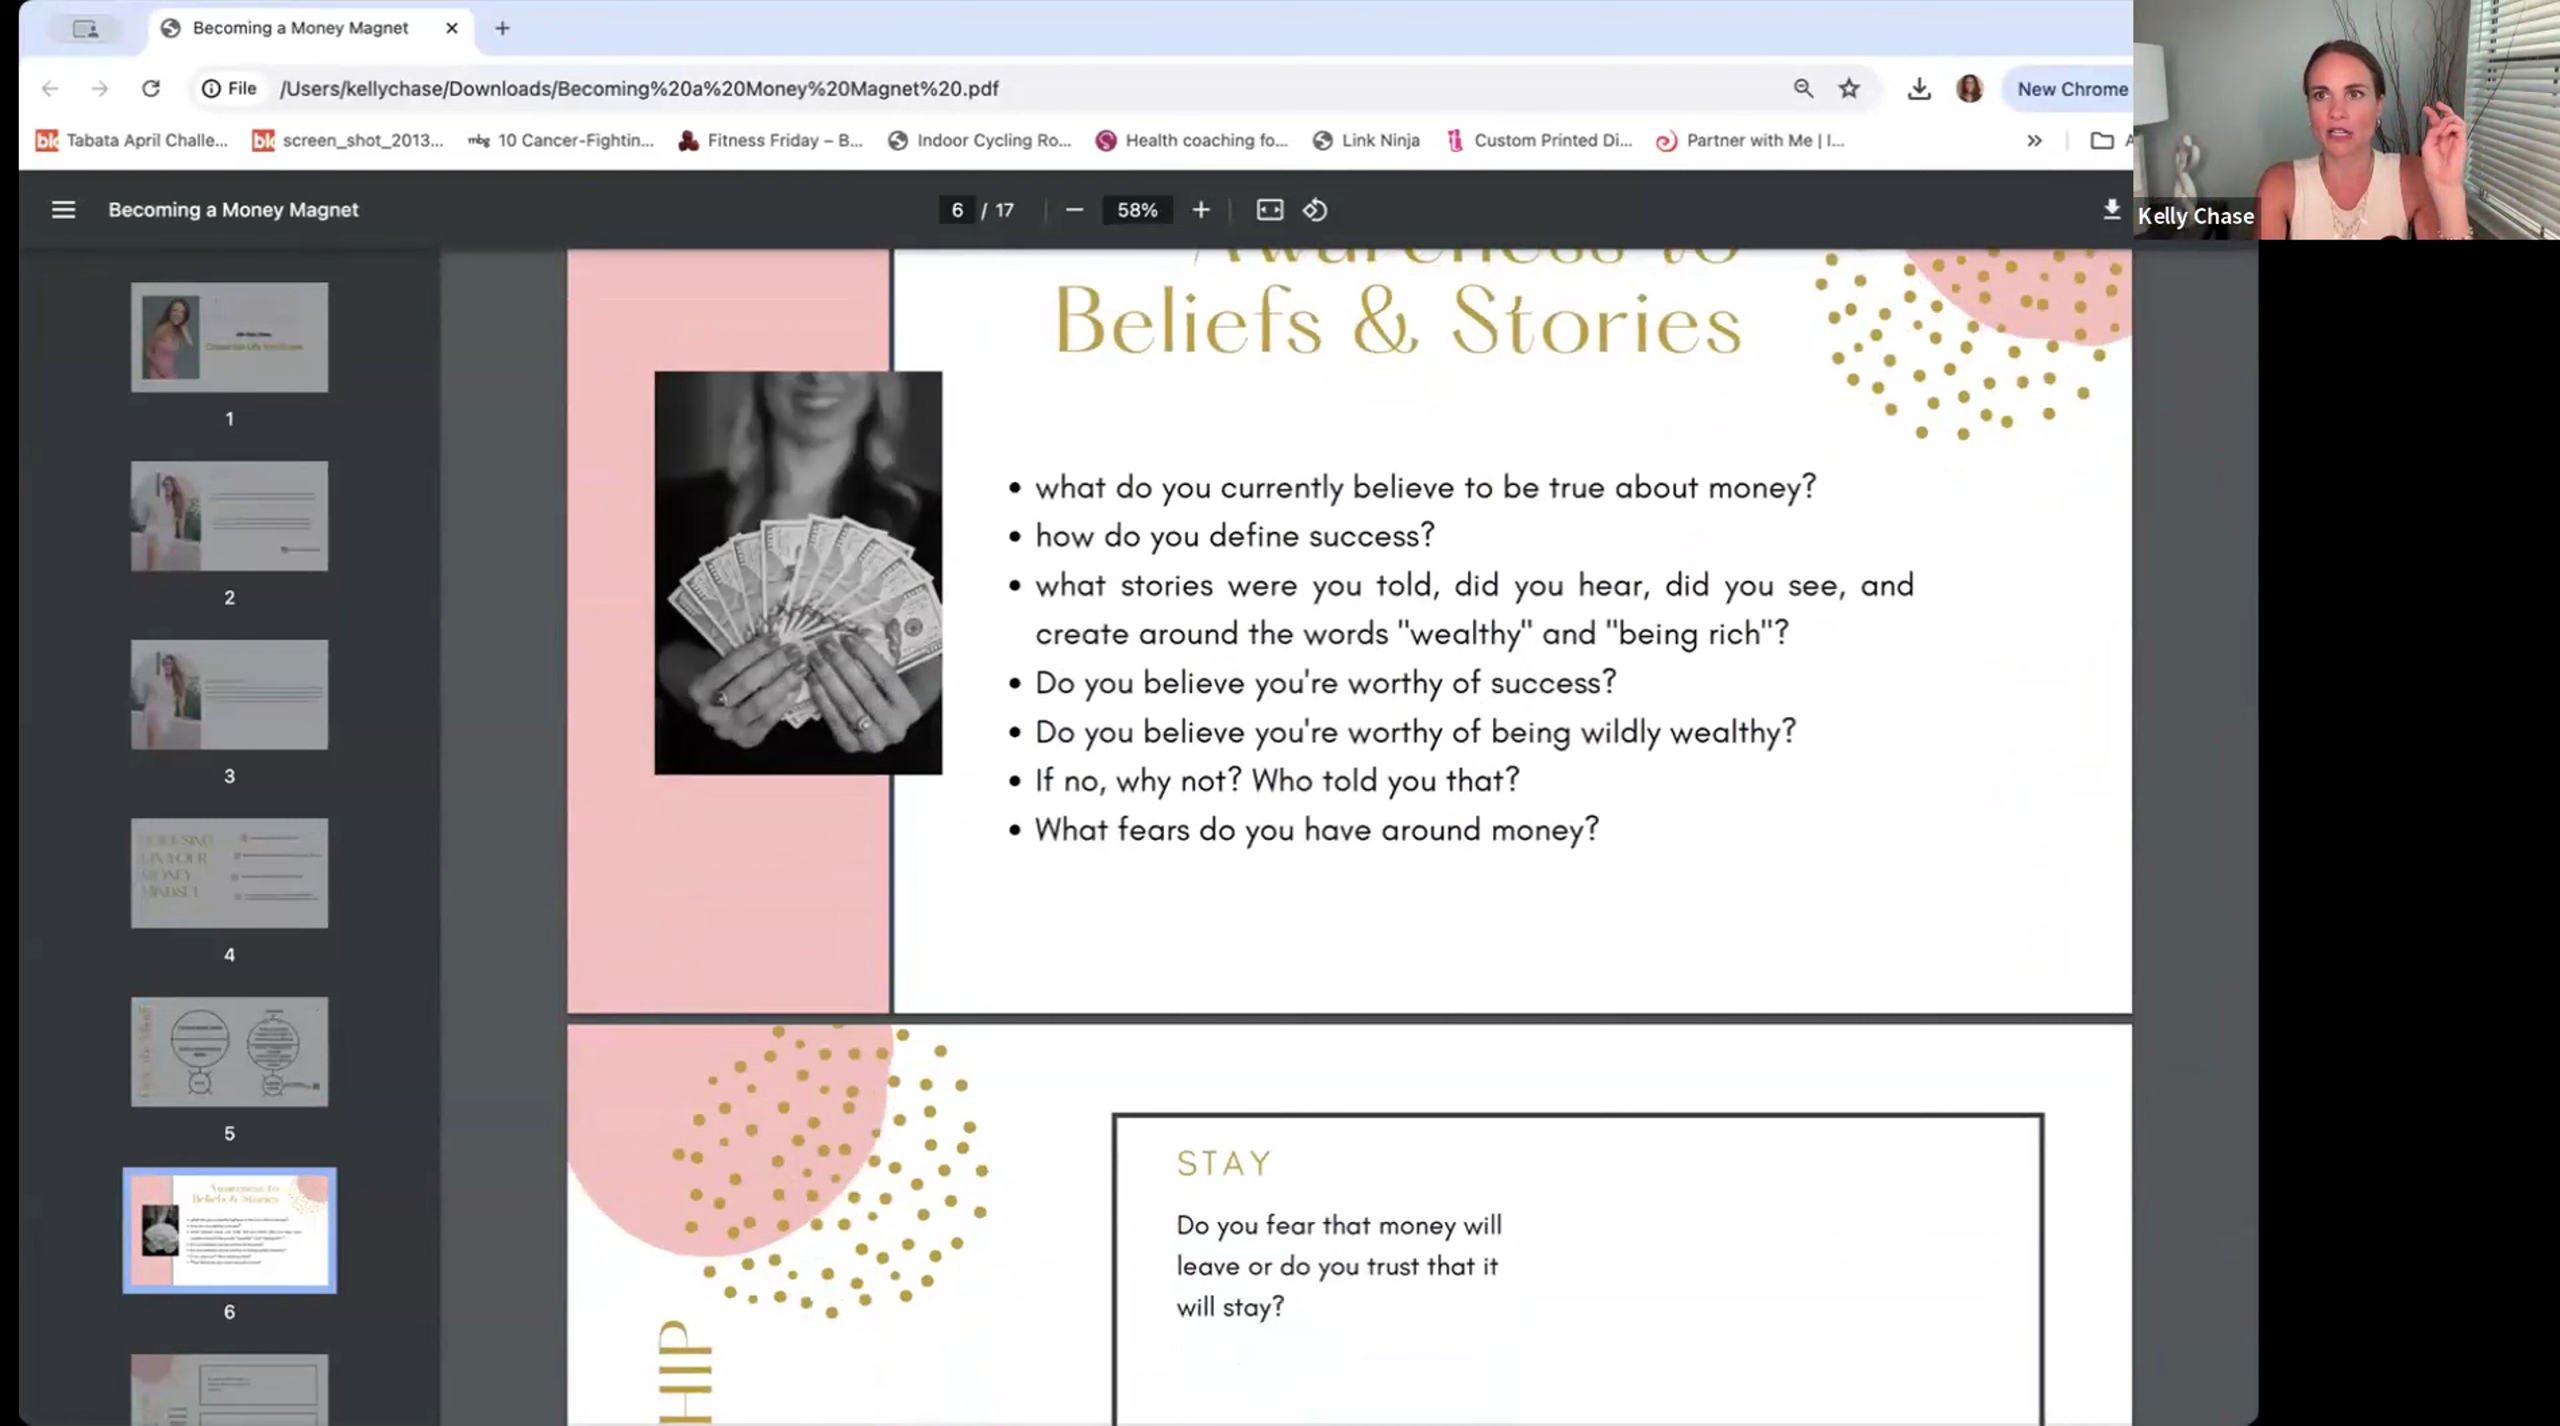 Becoming a Money Magnet
File /Users/kellychase/Downloads/Becoming%20a%20Money%20Magnet%20.pdf
New Chrome
Tabata April Challe... screen_shot_2013... mbg 10 Cancer-Fightin... Fitness Friday – B... Indoor Cycling Ro... Health coaching fo... Link Ninja Custom Printed Di... Partner with Me | I...
Kelly Chase
Becoming a Money Magnet 6 / 17 58%
1
2
3
4
5
6
Awareness to
Beliefs & Stories
what do you currently believe to be true about money?
how do you define success?
what stories were you told, did you hear, did you see, and
create around the words "wealthy" and "being rich"?
Do you believe you're worthy of success?
Do you believe you're worthy of being wildly wealthy?
If no, why not? Who told you that?
What fears do you have around money?
STAY
Do you fear that money will
leave or do you trust that it
will stay?
HIP